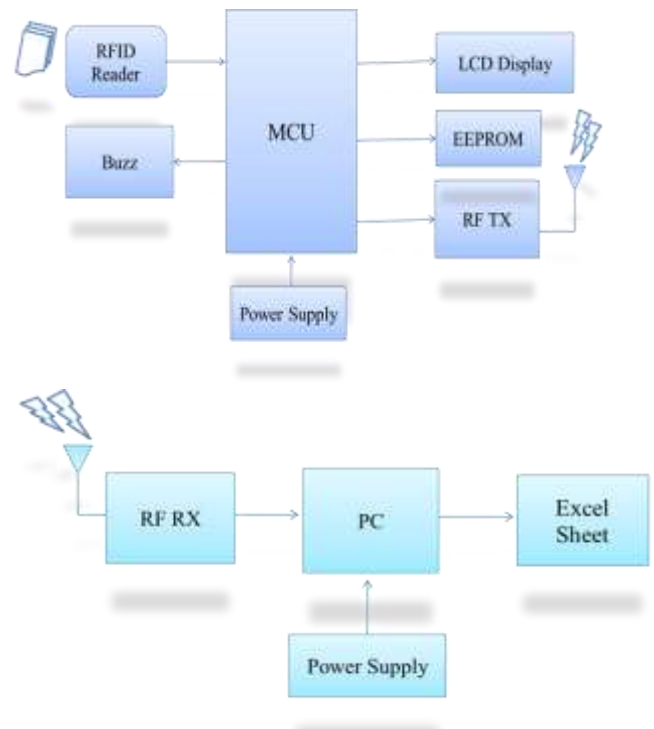 RFID
Reader
MCU
LCD Display
Buzz
EEPROM
RF TX
Power Supply
RF RX
PC
Excel
Sheet
Power Supply